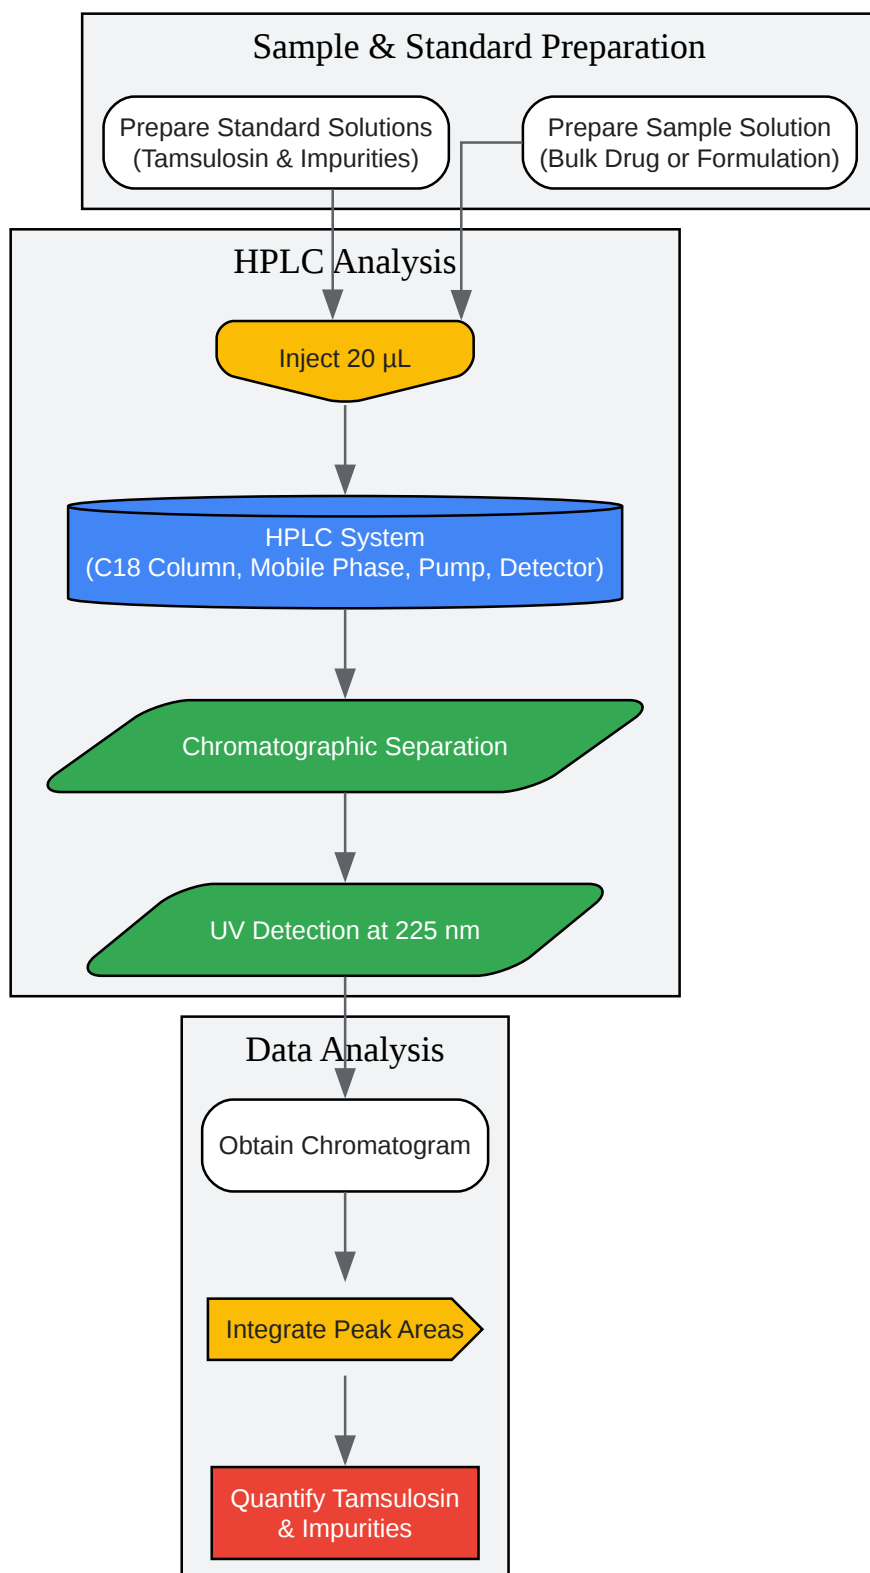 Sample & Standard Preparation
Prepare Standard Solutions
(Tamsulosin & Impurities)
Prepare Sample Solution
(Bulk Drug or Formulation)
HPLC Analysis
Inject 20 µL
HPLC System
(C18 Column, Mobile Phase, Pump, Detector)
Chromatographic Separation
UV Detection at 225 nm
Data Analysis
Obtain Chromatogram
Integrate Peak Areas
Quantify Tamsulosin
& Impurities